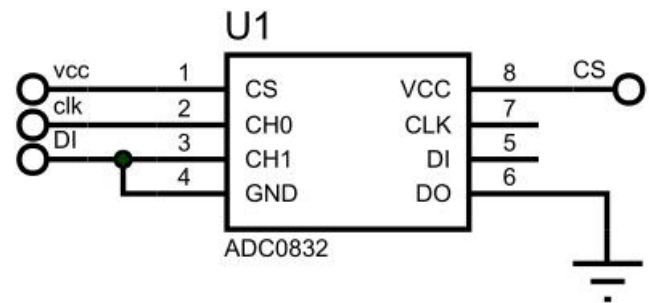 U1
vcc 1 CS VCC 8 CS
clk 2 CH0 CLK 7
DI 3 CH1 DI 5
4 GND DO 6
ADC0832